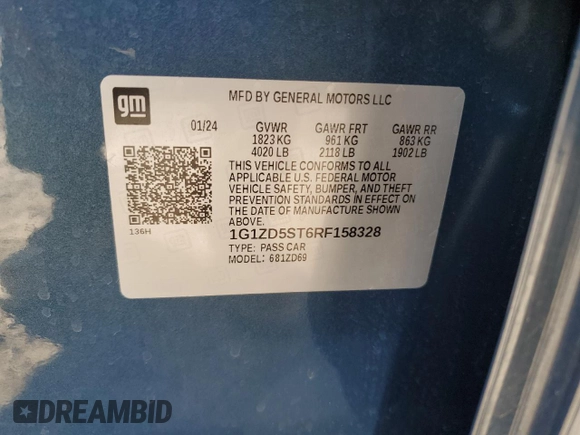 gm
MFD BY GENERAL MOTORS LLC
01/24 GVWR GAWR FRT GAWR RR
1823 KG 961 KG 863 KG
4020 LB 2118 LB 1902 LB
THIS VEHICLE CONFORMS TO ALL
APPLICABLE U.S. FEDERAL MOTOR
VEHICLE SAFETY, BUMPER, AND THEFT
PREVENTION STANDARDS IN EFFECT ON
THE DATE OF MANUFACTURE SHOWN
ABOVE.
136H
1G1ZD5ST6RF158328
TYPE: PASS CAR
MODEL: 681ZD69
DREAMBID